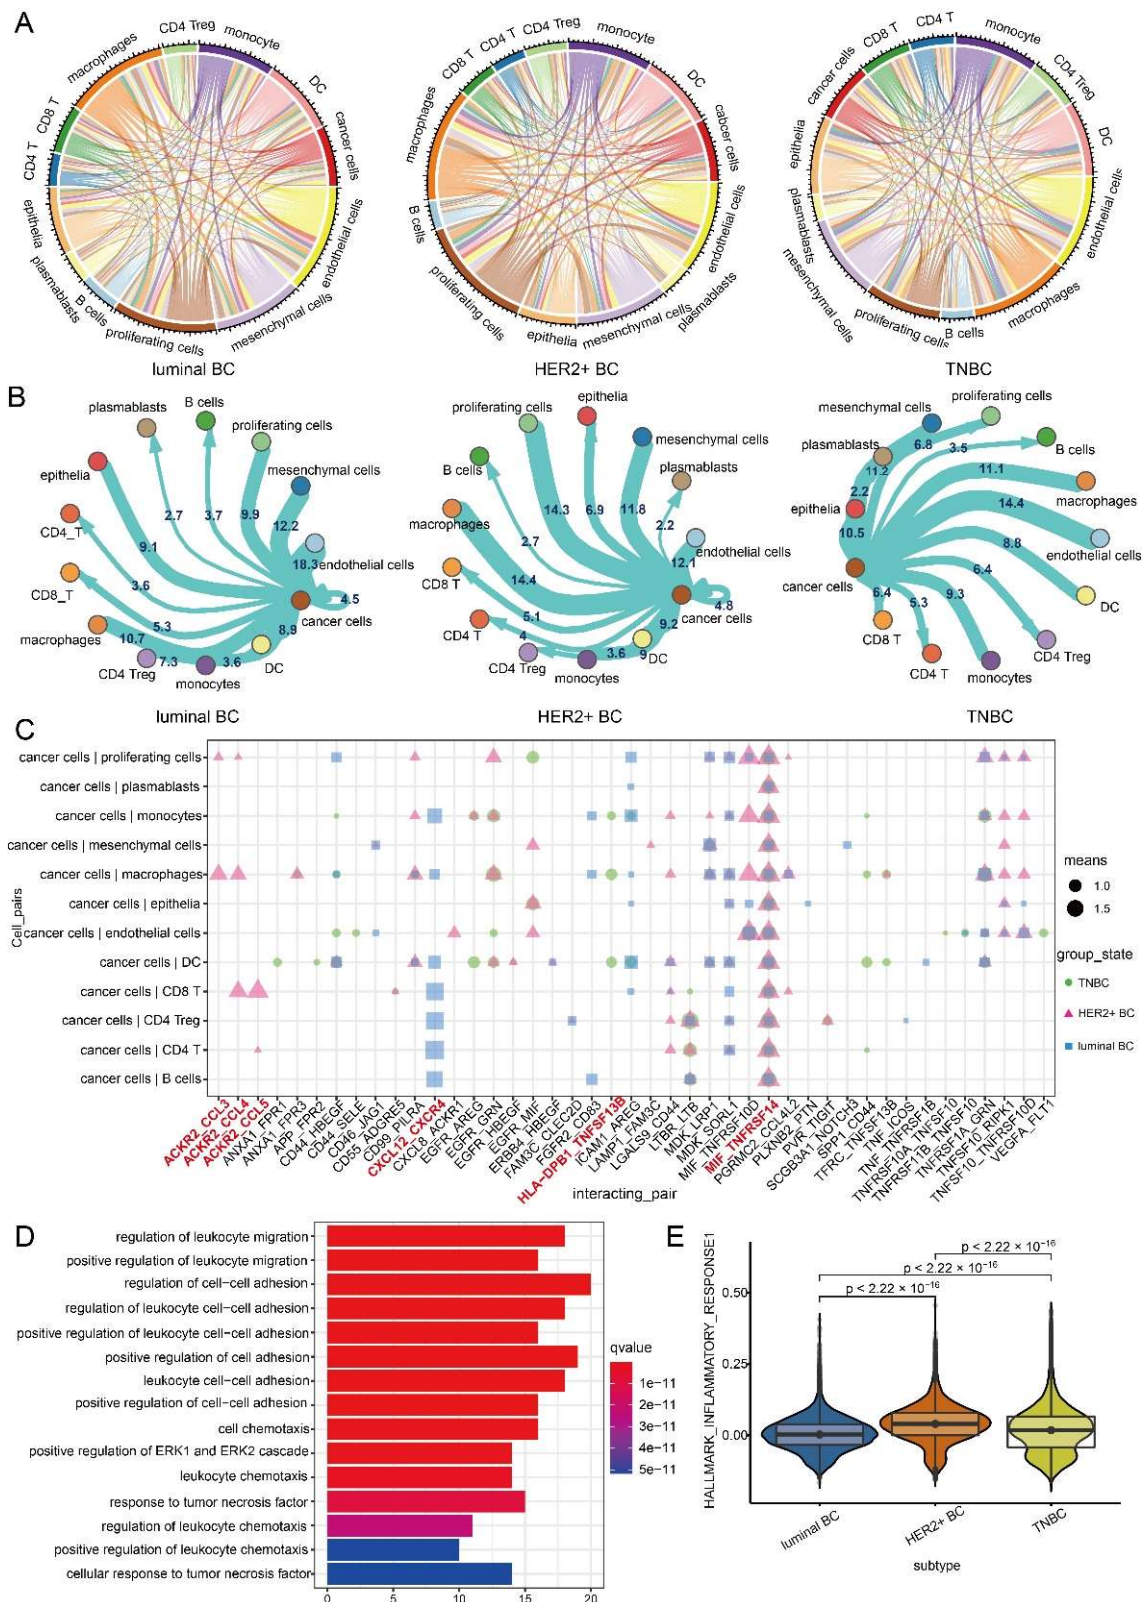 A
macrophages
CD4 Treg
monocyte
DC
cancer cells
endothelial cells
mesenchymal cells
proliferating cells
B cells
plasmablasts
epithelia
CD4 T
CD8 T
luminal BC
macrophages
CD8 T
CD4 T
CD4 Treg
monocyte
DC
cabcer cells
endothelial cells
plasmablasts
mesenchymal cells
epithelia
proliferating cells
B cells
HER2+ BC
cancer cells
CD8 T
CD4 T
monocyte
CD4 Treg
DC
endothelial cells
macrophages
B cells
proliferating cells
mesenchymal cells
plasmablasts
epithelia
TNBC
B
plasmablasts
B cells
proliferating cells
mesenchymal cells
epithelia
CD4_T
CD8_T
macrophages
CD4 Treg
monocytes
DC
cancer cells
endothelial cells
2.7
3.7
9.9
12.2
18.3
9.1
3.6
5.3
10.7
7.3
3.6
8.9
4.5
luminal BC
proliferating cells
epithelia
mesenchymal cells
B cells
plasmablasts
macrophages
endothelial cells
CD8 T
CD4 T
CD4 Treg
monocytes
DC
cancer cells
14.3
6.9
11.8
2.2
2.7
12.1
14.4
5.1
4
3.6
9
9.2
4.8
HER2+ BC
mesenchymal cells
proliferating cells
plasmablasts
B cells
macrophages
epithelia
endothelial cells
cancer cells
DC
CD8 T
CD4 T
monocytes
CD4 Treg
6.8
3.5
11.2
11.1
2.2
14.4
10.5
8.8
6.4
9.3
6.4
5.3
TNBC
C
Cell_pairs
cancer cells | proliferating cells
cancer cells | plasmablasts
cancer cells | monocytes
cancer cells | mesenchymal cells
cancer cells | macrophages
cancer cells | epithelia
cancer cells | endothelial cells
cancer cells | DC
cancer cells | CD8 T
cancer cells | CD4 Treg
cancer cells | CD4 T
cancer cells | B cells
ACKR2_CCL3
ACKR2_CCL4
ACKR2_CCL5
ANXA1_FPR1
ANXA1_FPR3
APP_FPR2
CD44_HBEGF
CD44_SELE
CD46_JAG1
CD55_ADGRE5
CD99_PILRA
CXCL12_CXCR4
CXCL8_ACKR1
EGFR_AREG
EGFR_GRN
EGFR_HBEGF
EGFR_MIF
ERBB4_HBEGF
FAM3C_CLEC2D
FGFR2_CD83
HLA-DPB1_TNFSF13B
ICAM1_AREG
LAMP1_FAM3C
LGALS9_CD44
LTBR_LTB
MDK_LRP1
MDK_SORL1
MIF_TNFRSF10D
MIF_TNFRSF14
PGRMC2_CCL4L2
PLXNB2_PTN
PVR_TIGIT
SCGB3A1_NOTCH3
SPP1_CD44
TFRC_TNFSF13B
TNF_ICOS
TNF_TNFRSF1B
TNFRSF10A_TNFSF10
TNFRSF11B_TNFSF10
TNFRSF1A_GRN
TNFSF10_RIPK1
TNFSF10_TNFRSF10D
VEGFA_FLT1
interacting_pair
means
1.0
1.5
group_state
TNBC
HER2+ BC
luminal BC
D
regulation of leukocyte migration
positive regulation of leukocyte migration
regulation of cell−cell adhesion
regulation of leukocyte cell−cell adhesion
positive regulation of leukocyte cell−cell adhesion
positive regulation of cell adhesion
leukocyte cell−cell adhesion
positive regulation of cell−cell adhesion
cell chemotaxis
positive regulation of ERK1 and ERK2 cascade
leukocyte chemotaxis
response to tumor necrosis factor
regulation of leukocyte chemotaxis
positive regulation of leukocyte chemotaxis
cellular response to tumor necrosis factor
0
5
10
15
20
qvalue
1e−11
2e−11
3e−11
4e−11
5e−11
E
HALLMARK_INFLAMMATORY_RESPONSE1
0.50
0.25
0.00
p < 2.22 × 10⁻¹⁶
p < 2.22 × 10⁻¹⁶
p < 2.22 × 10⁻¹⁶
luminal BC
HER2+ BC
TNBC
subtype